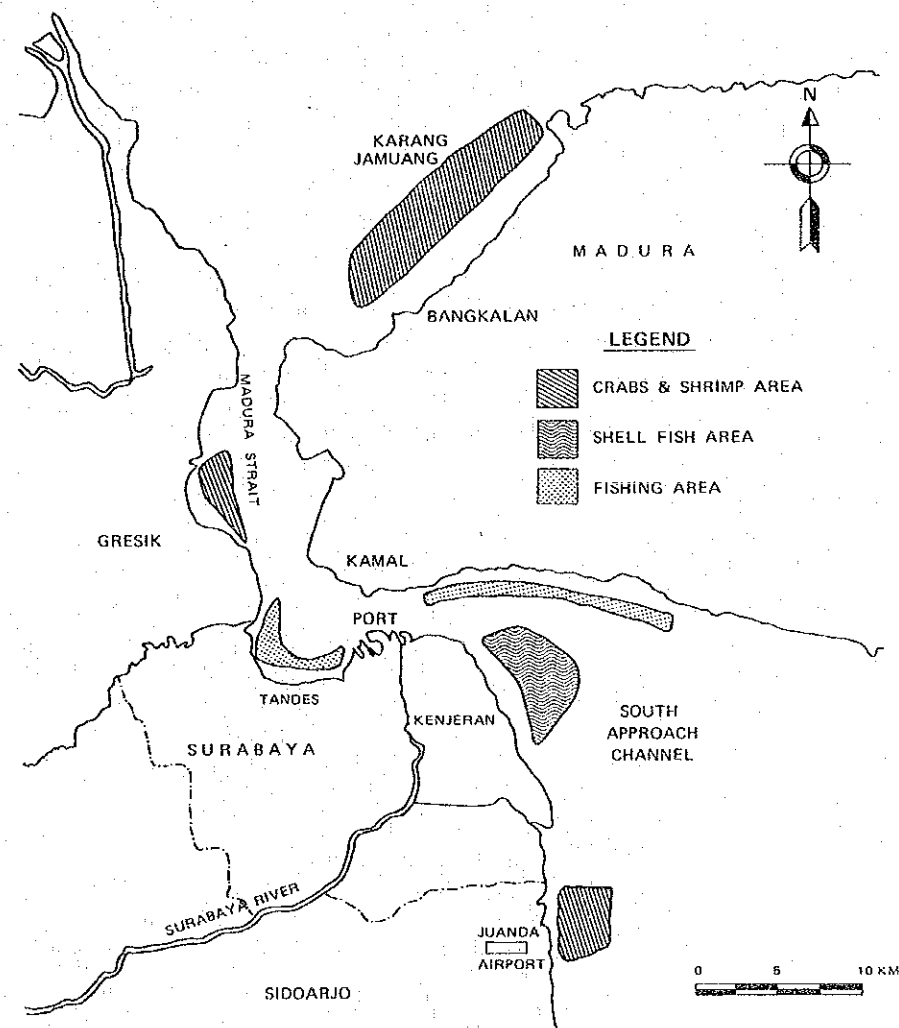 N
KARANG
JAMUANG
MADURA
BANGKALAN
LEGEND
CRABS & SHRIMP AREA
SHELL FISH AREA
FISHING AREA
MADURA STRAIT
GRESIK
KAMAL
PORT
TANDES
KENJERAN
SURABAYA
SOUTH
APPROACH
CHANNEL
SURABAYA RIVER
JUANDA
AIRPORT
0 5 10 KM
SIDOARJO